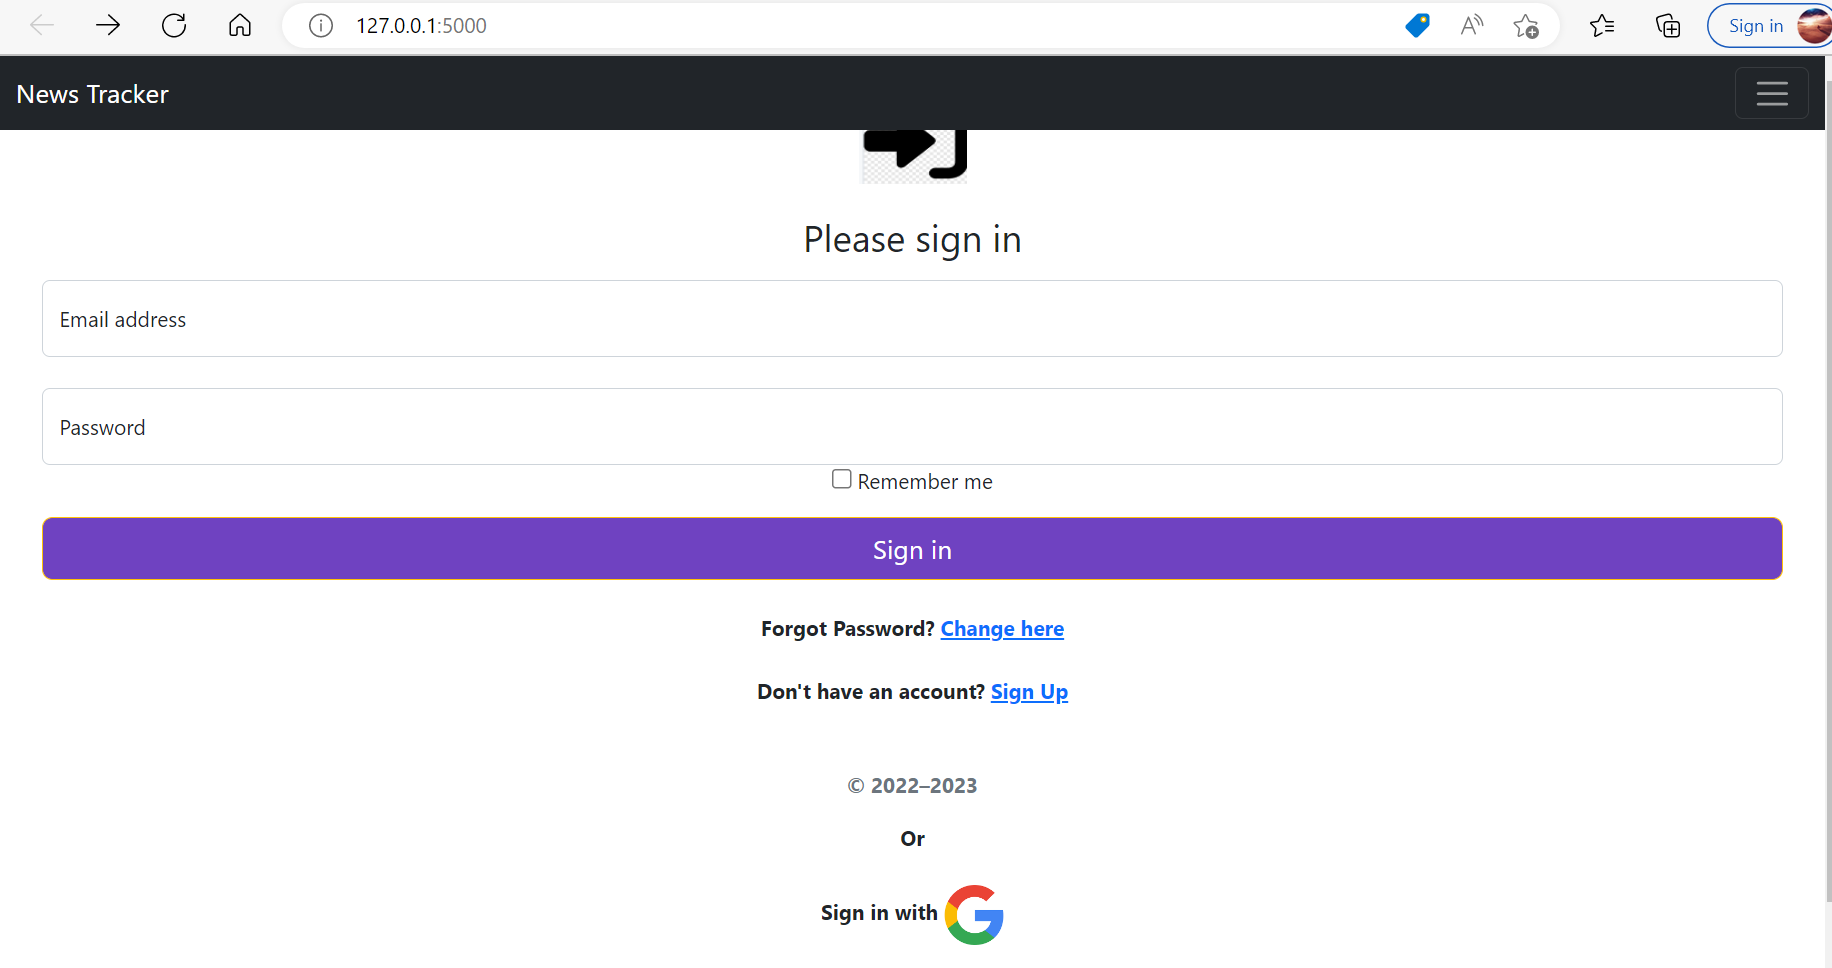 127.0.0.1:5000
Sign in
News Tracker
Please sign in
Email address
Password
Remember me
Sign in
Forgot Password? Change here
Don't have an account? Sign Up
© 2022–2023
Or
Sign in with